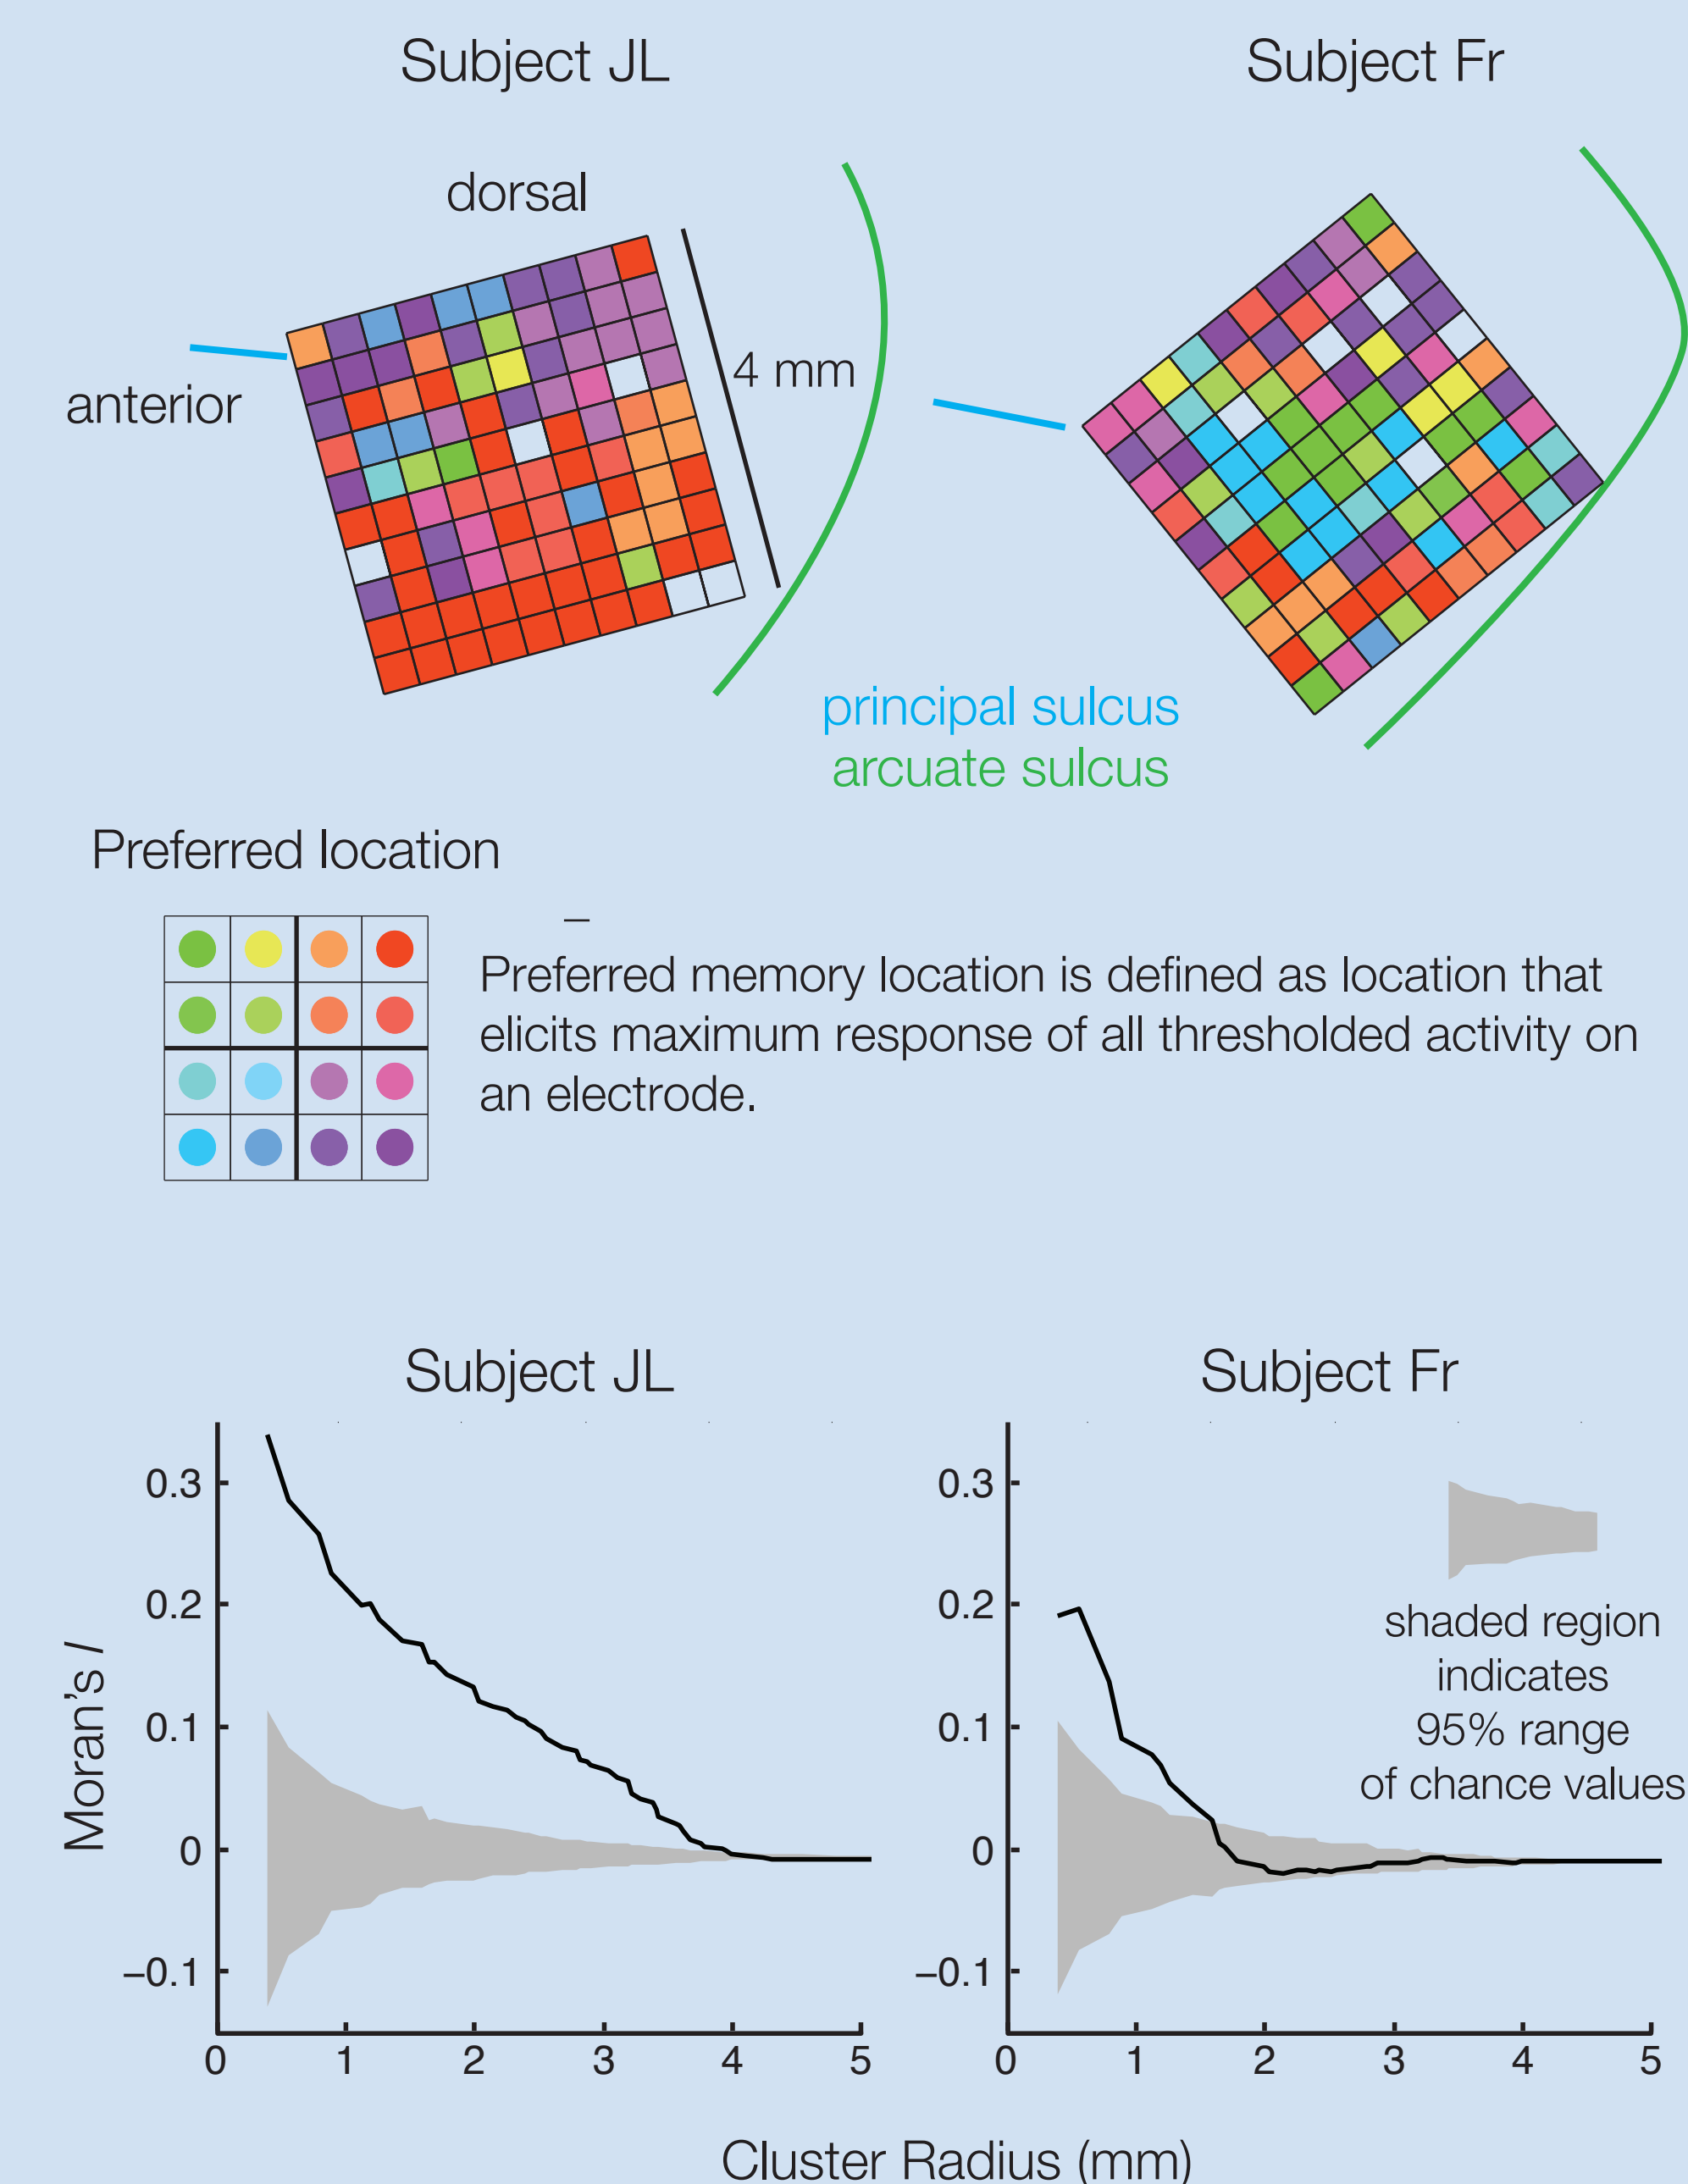 Subject JL
Subject Fr
dorsal
4 mm
anterior
principal sulcus
arcuate sulcus
Preferred location
Preferred memory location is defined as location that
elicits maximum response of all thresholded activity on
an electrode.
Subject JL
Subject Fr
0.3
0.2
0.1
0
−0.1
0.3
0.2
0.1
0
−0.1
shaded region
indicates
95% range
of chance values
Moran's I
0 1 2 3 4 5
0 1 2 3 4 5
Cluster Radius (mm)